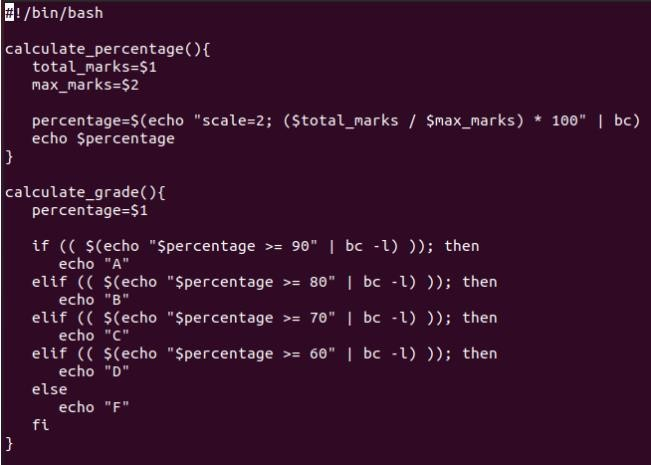 #!/bin/bash

calculate_percentage(){
   total_marks=$1
   max_marks=$2

   percentage=$(echo "scale=2; ($total_marks / $max_marks) * 100" | bc)
   echo $percentage
}

calculate_grade(){
   percentage=$1

   if (( $(echo "$percentage >= 90" | bc -l) )); then
      echo "A"
   elif (( $(echo "$percentage >= 80" | bc -l) )); then
      echo "B"
   elif (( $(echo "$percentage >= 70" | bc -l) )); then
      echo "C"
   elif (( $(echo "$percentage >= 60" | bc -l) )); then
      echo "D"
   else
      echo "F"
   fi
}